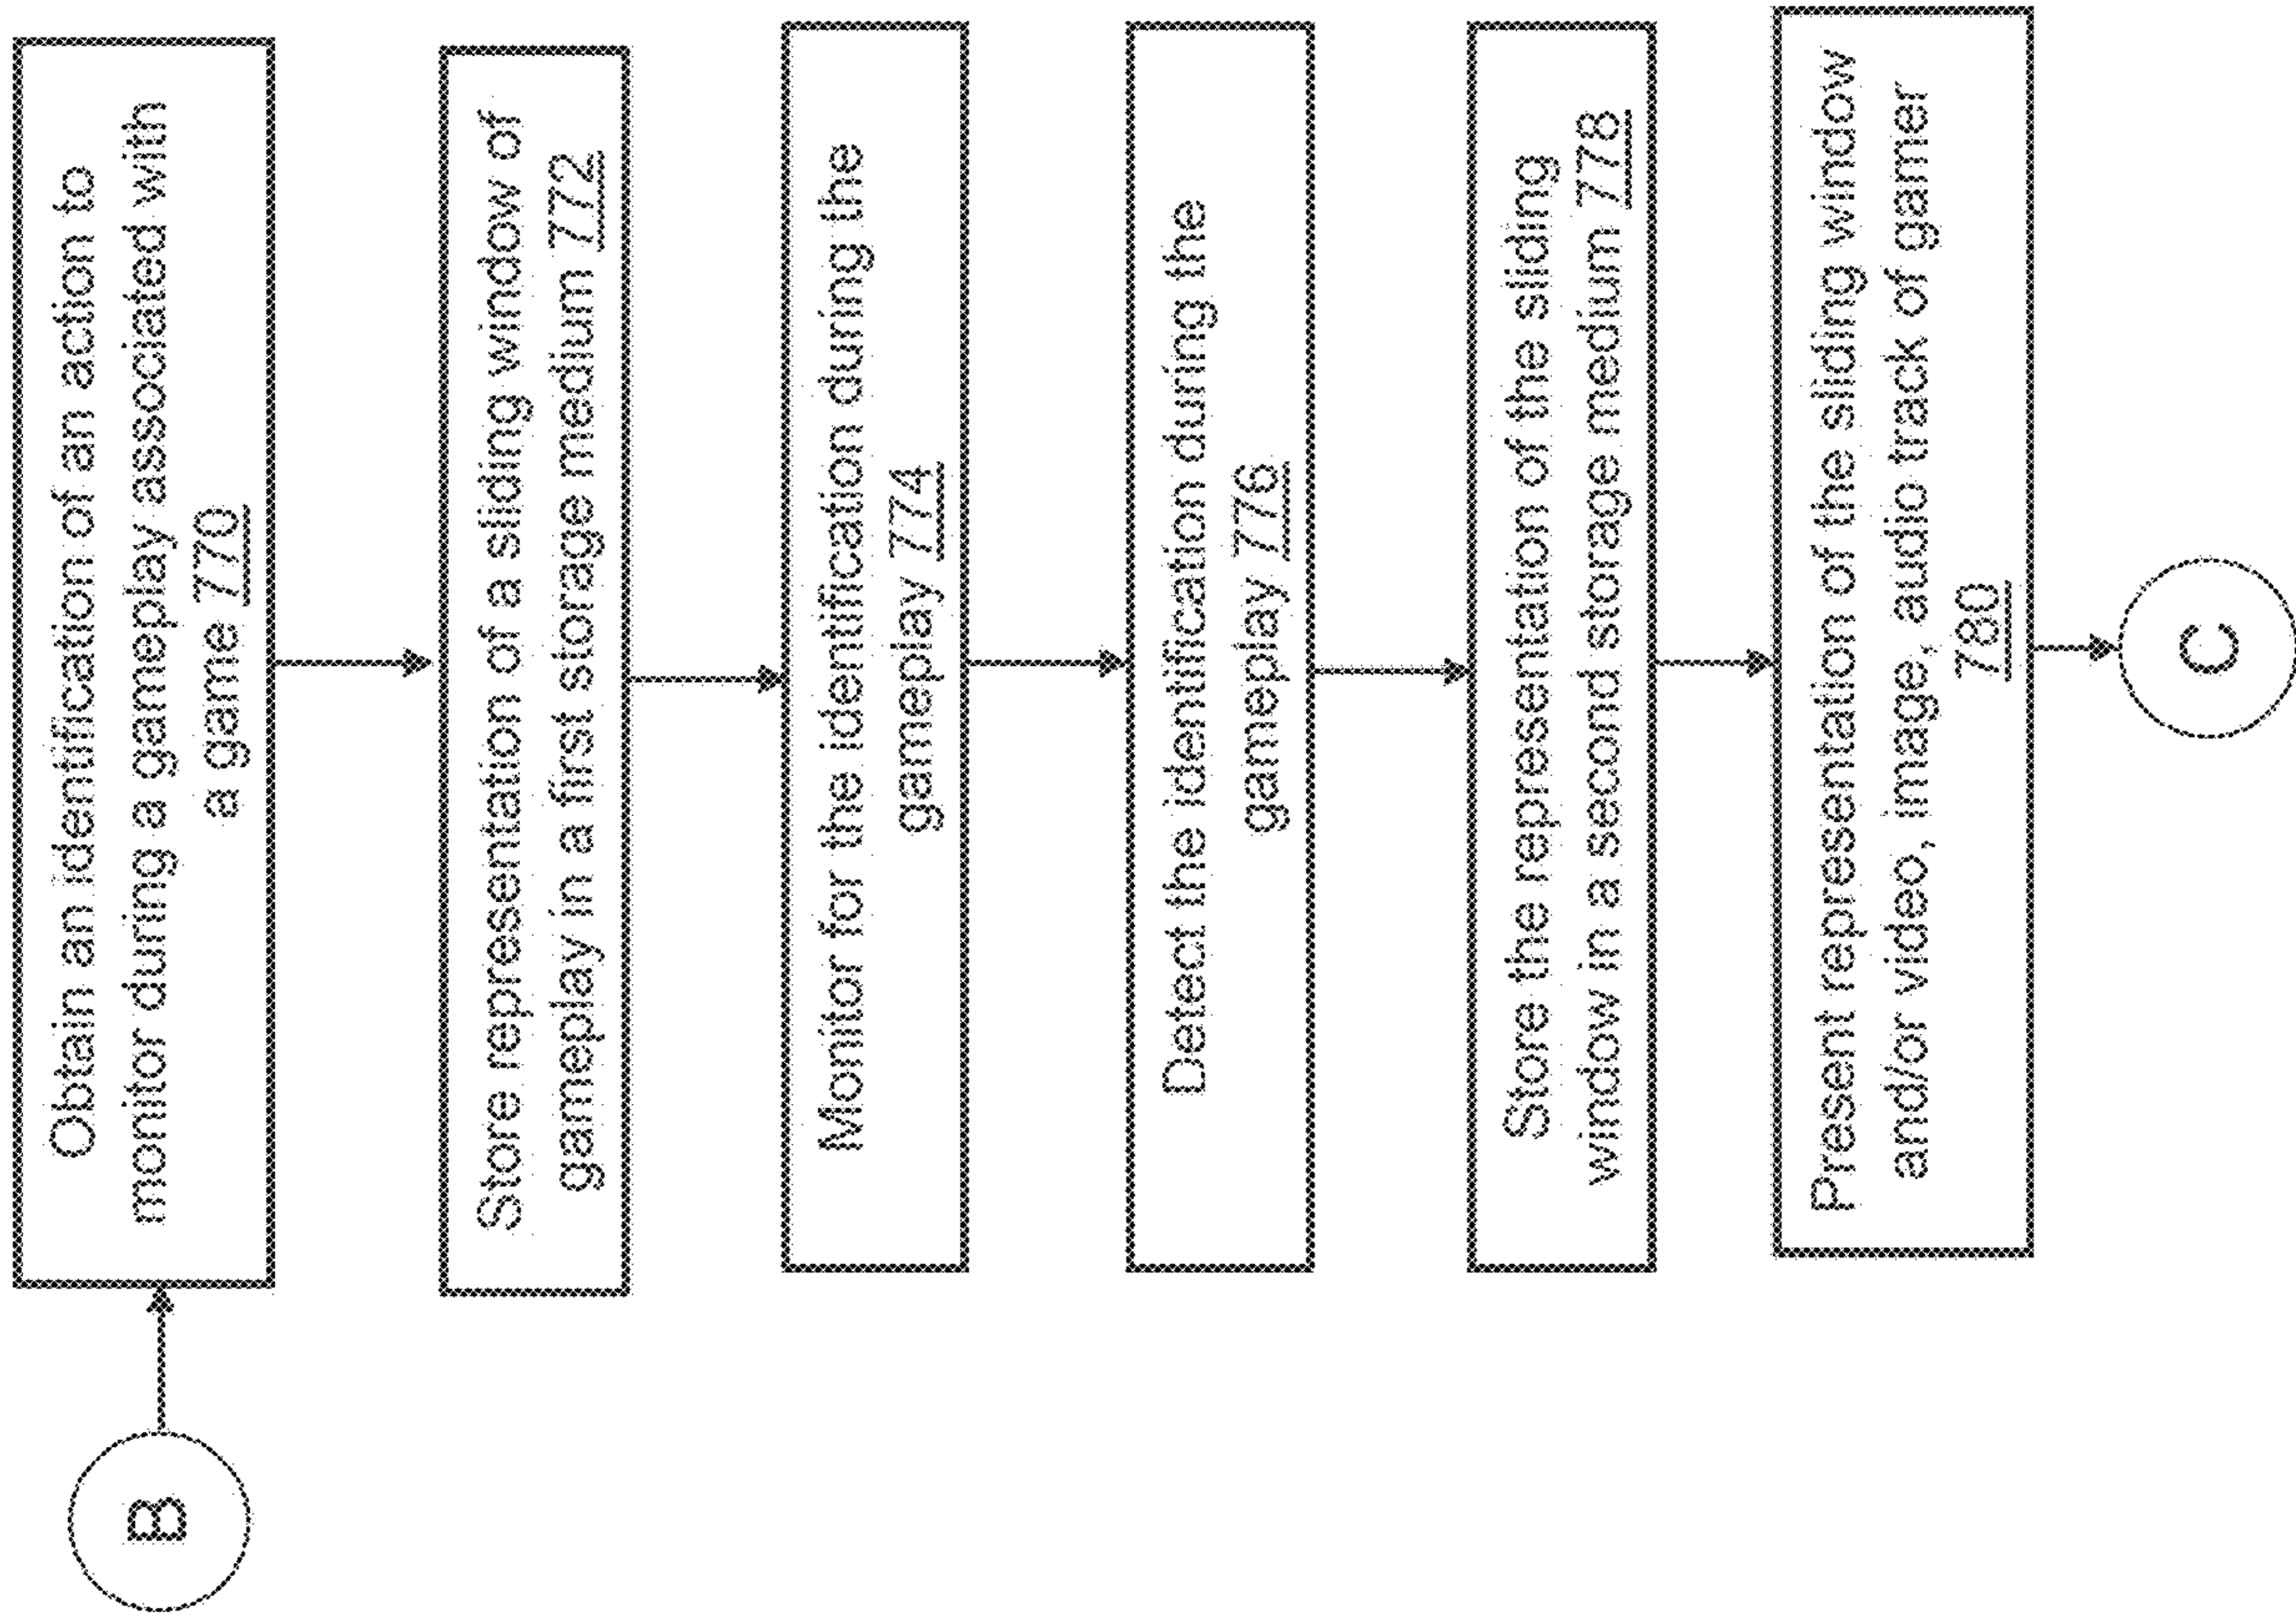 B
Obtain an identification of an action to
monitor during a gameplay associated with
a game 770
Store representation of a sliding window of
gameplay in a first storage medium 772
Monitor for the identification during the
gameplay 774
Detect the identification during the
gameplay 776
Store the representation of the sliding
window in a second storage medium 778
Present representation of the sliding window
and/or video, image, audio track of gamer
780
C